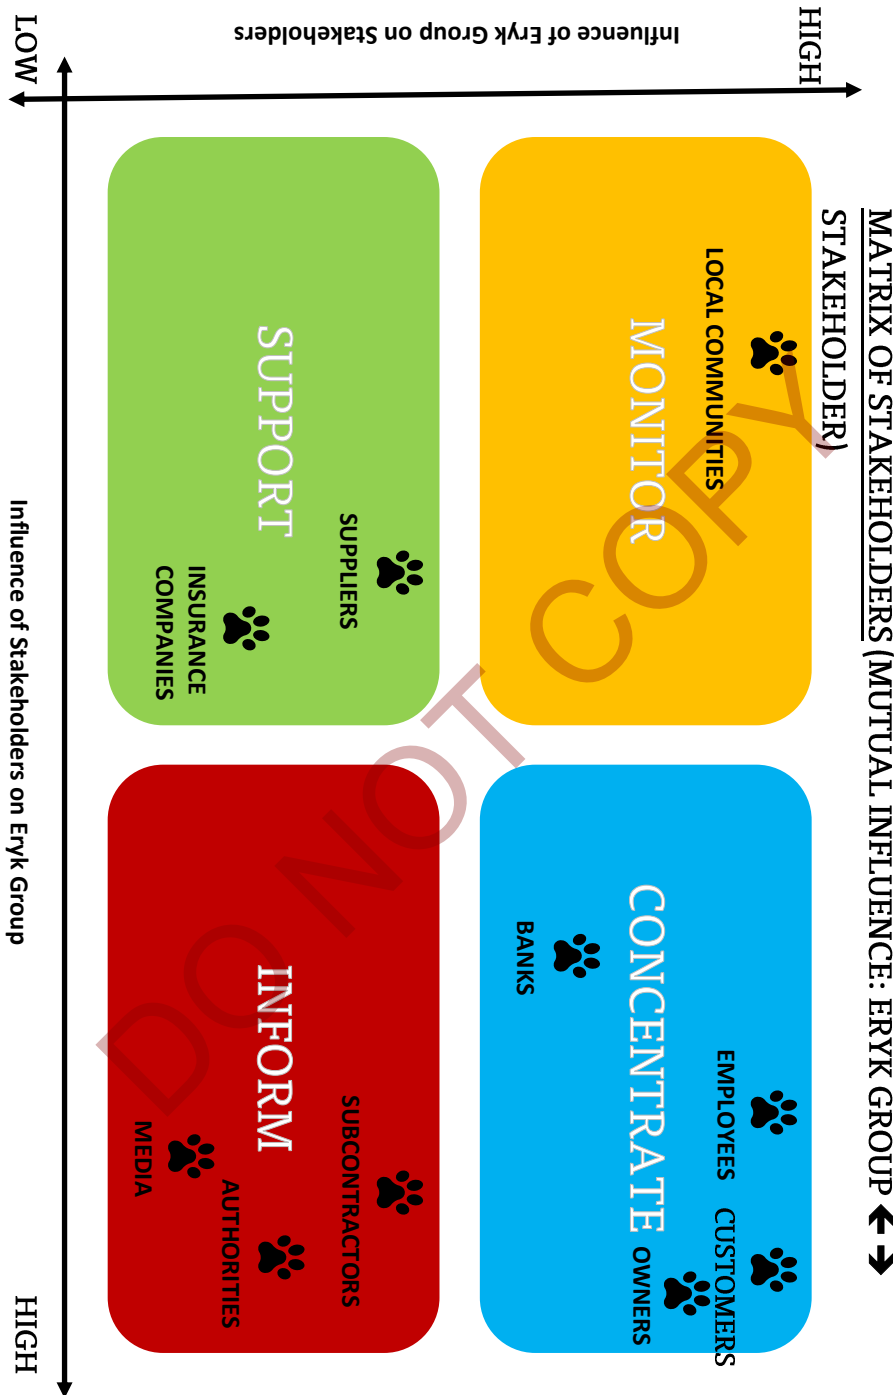 MATRIX OF STAKEHOLDERS (MUTUAL INFLUENCE: ERYK GROUP ←→
STAKEHOLDER)
HIGH
Influence of Eryk Group on Stakeholders
LOW
LOCAL COMMUNITIES
MONITOR
EMPLOYEES
CUSTOMERS
OWNERS
CONCENTRATE
BANKS
SUPPLIERS
SUPPORT
INSURANCE
COMPANIES
SUBCONTRACTORS
INFORM
AUTHORITIES
MEDIA
Influence of Stakeholders on Eryk Group
HIGH
DO NOT COPY